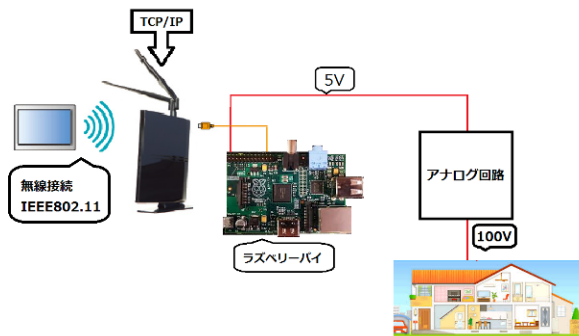 TCP/IP
5V
無線接続
IEEE802.11
アナログ回路
100V
ラズベリーパイ